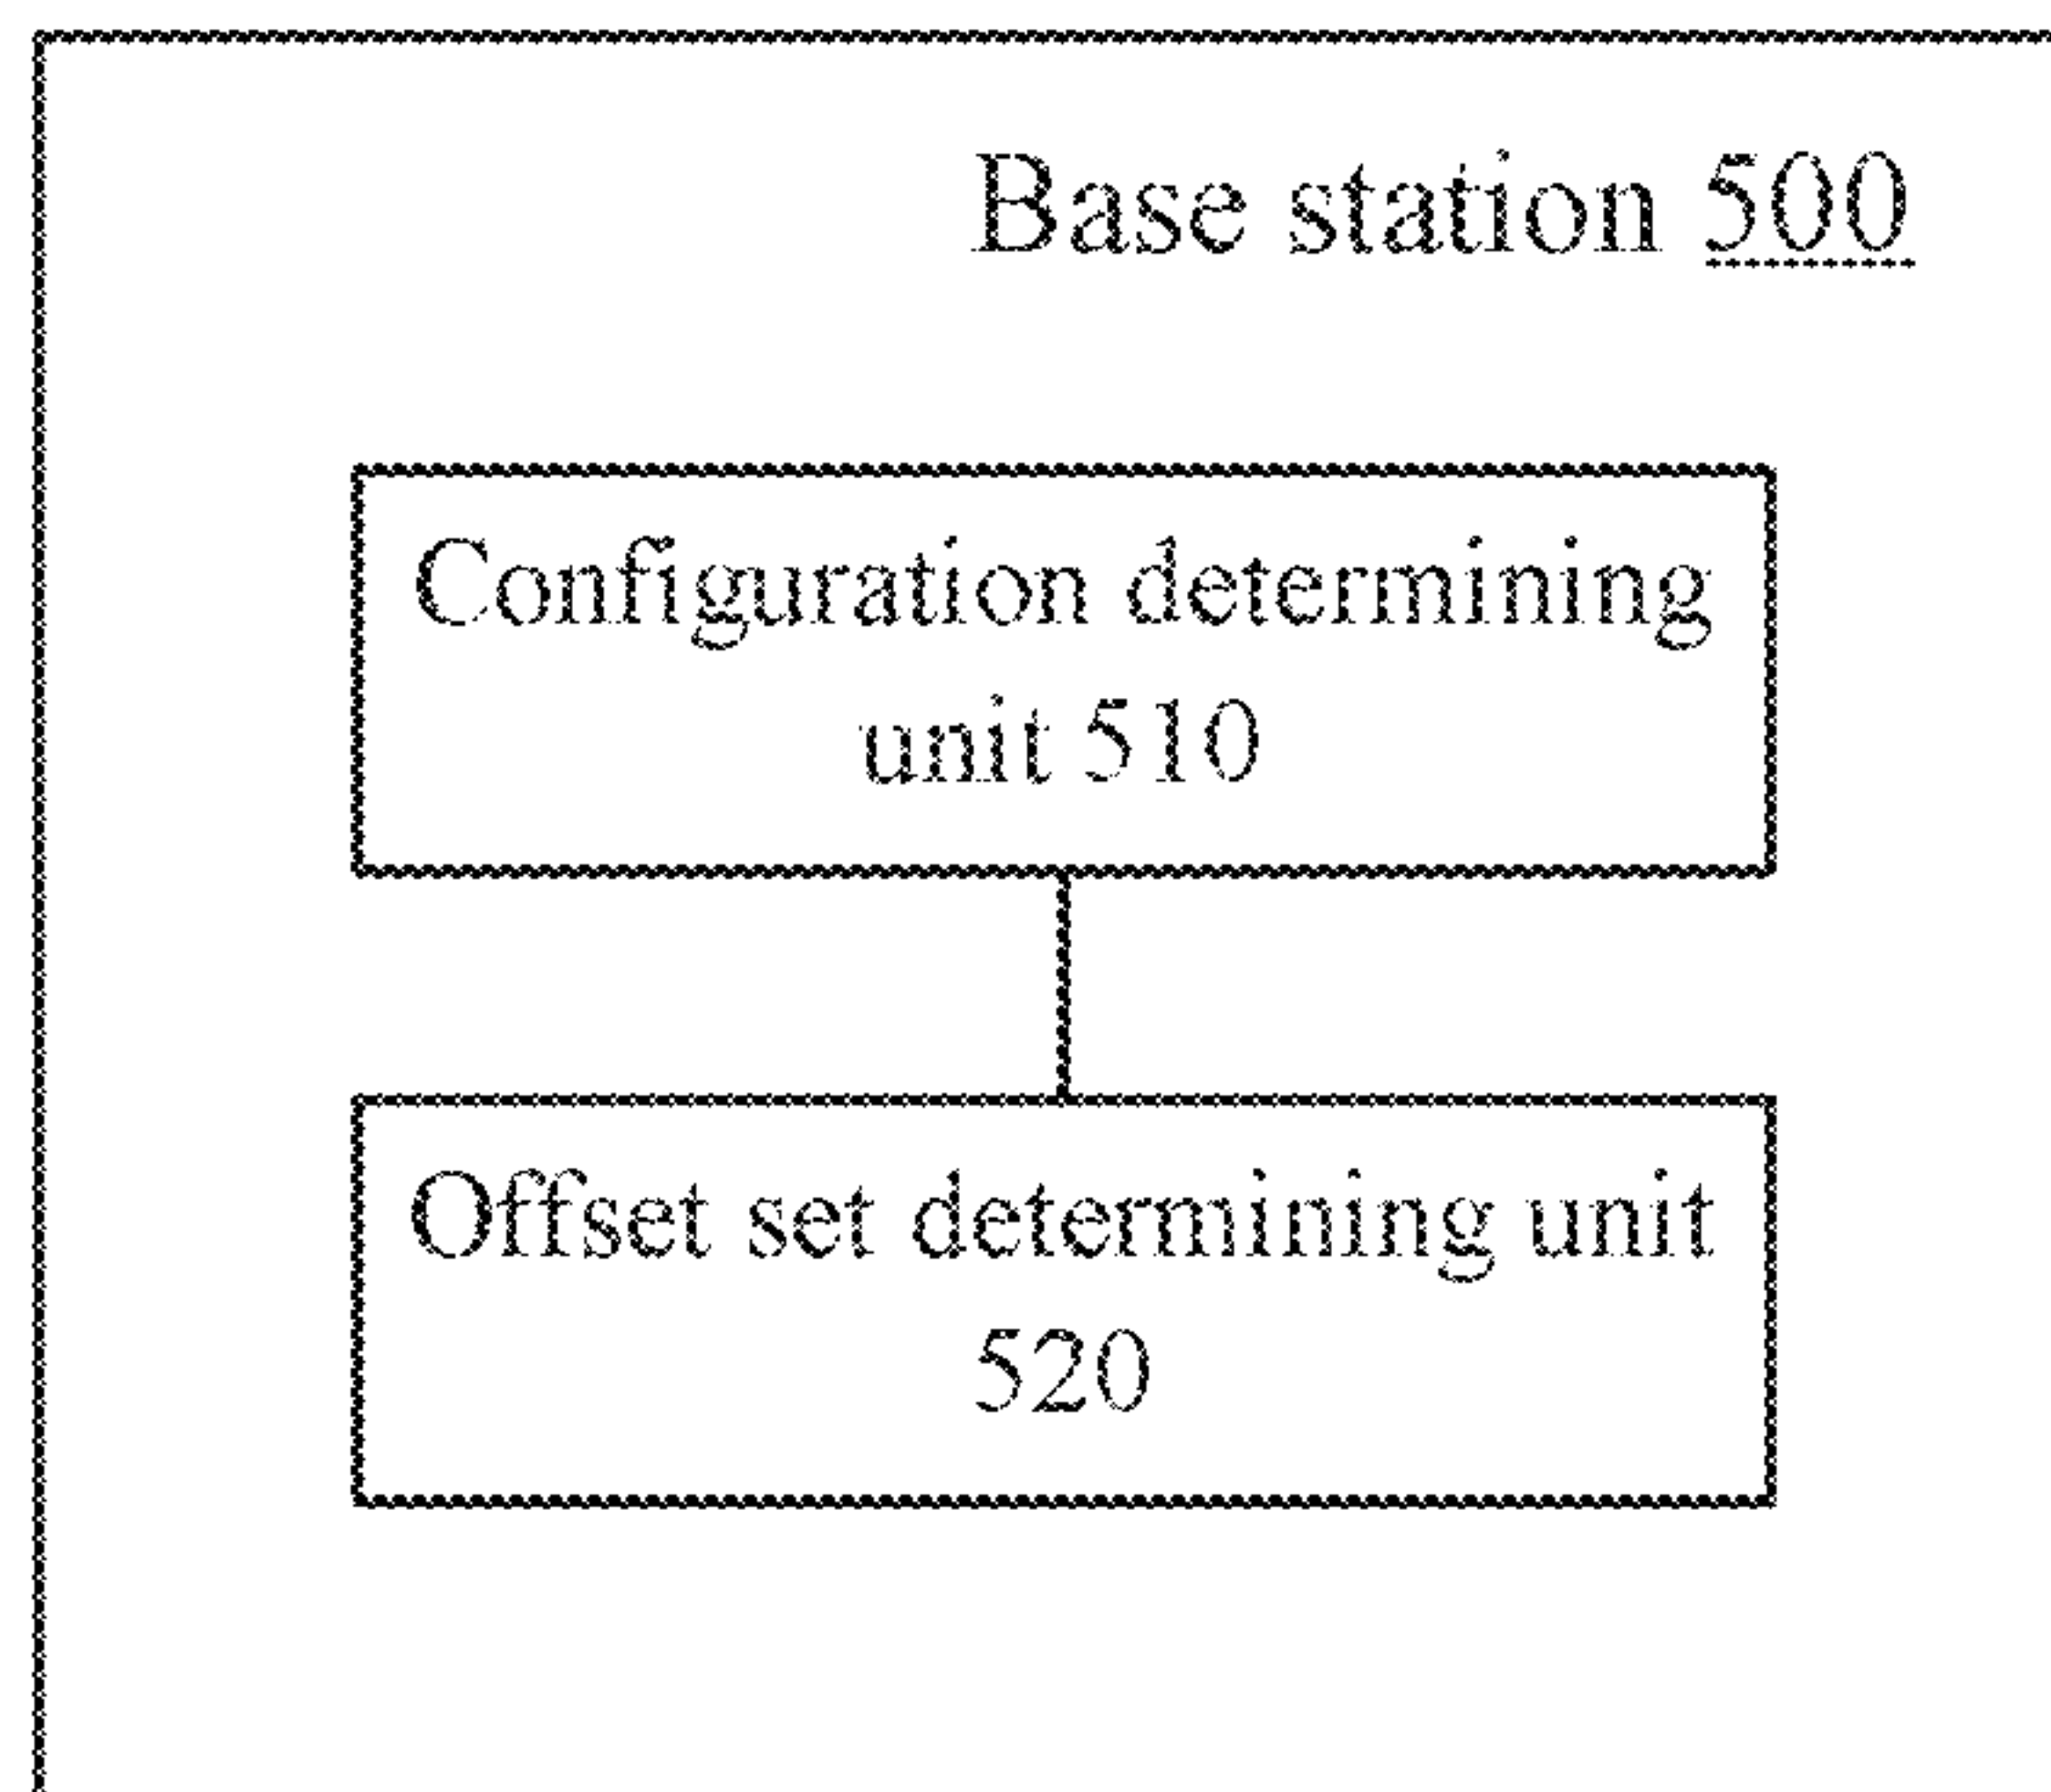 Base station 500
Configuration determining
unit 510
Offset set determining unit
520